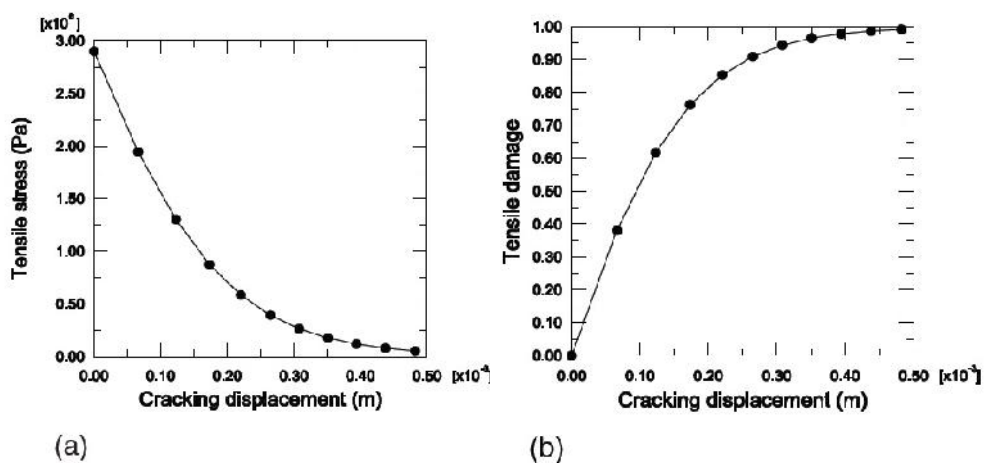 [x10⁶]
3.00
2.50
2.00
1.50
1.00
0.50
0.00
Tensile stress (Pa)
0.00 0.10 0.20 0.30 0.40 0.50 [x10⁻³]
Cracking displacement (m)
(a)
1.00
0.90
0.80
0.70
0.60
0.50
0.40
0.30
0.20
0.10
0.00
Tensile damage
0.00 0.10 0.20 0.30 0.40 0.50 [x10⁻³]
Cracking displacement (m)
(b)